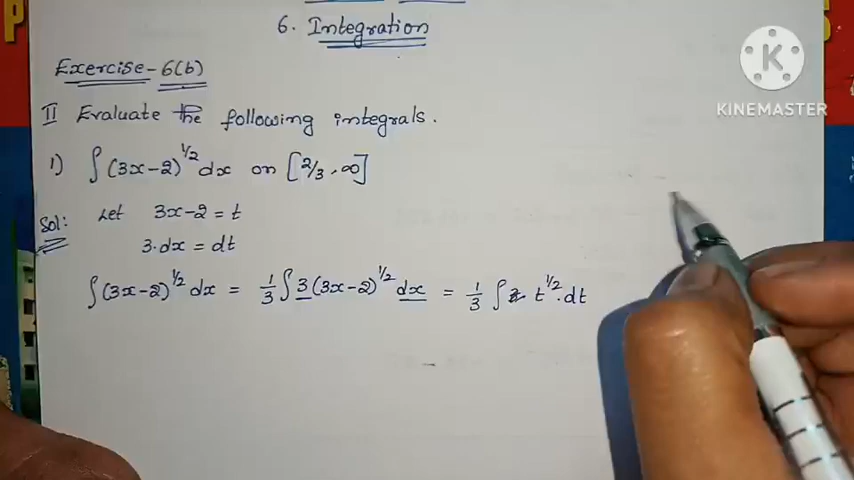 6. Integration
Exercise-6(b)
II Evaluate the following integrals.
1) ∫(3x-2)^1/2 dx on [2/3, ∞]
Sol: Let 3x-2 = t
3.dx = dt
∫(3x-2)^1/2 dx = 1/3 ∫3(3x-2)^1/2 dx = 1/3 ∫ t^1/2.dt
KINEMASTER